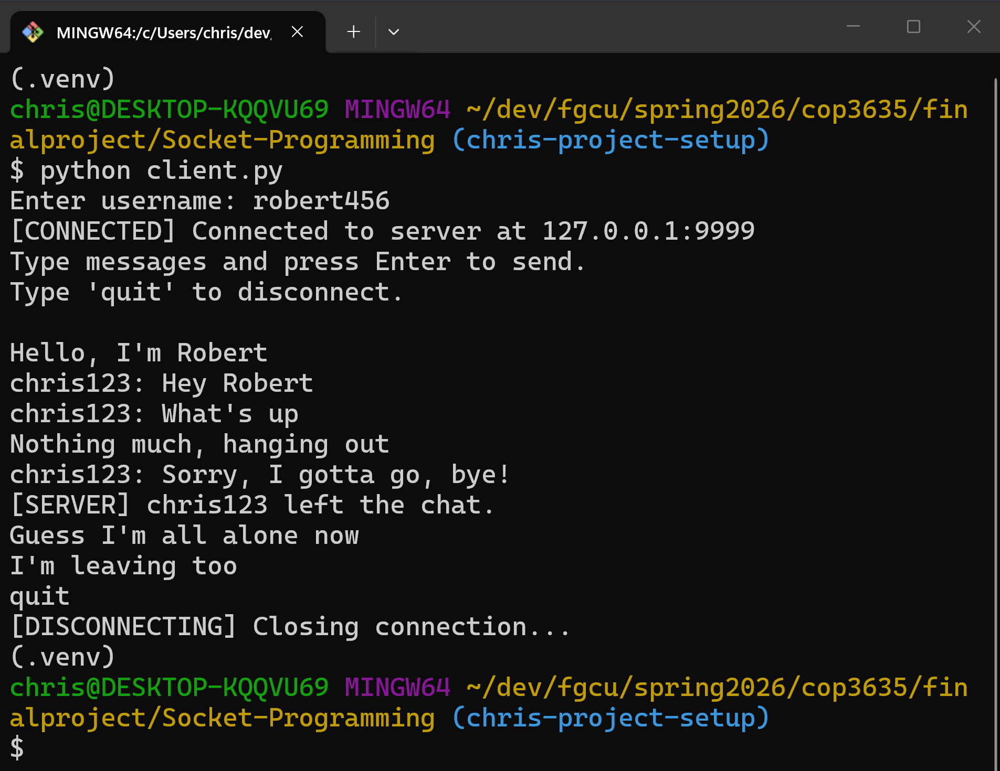 MINGW64:/c/Users/chris/dev,
(.venv)
chris@DESKTOP-KQQVU69 MINGW64 ~/dev/fgcu/spring2026/cop3635/fin
alproject/Socket-Programming (chris-project-setup)
$ python client.py
Enter username: robert456
[CONNECTED] Connected to server at 127.0.0.1:9999
Type messages and press Enter to send.
Type 'quit' to disconnect.
Hello, I'm Robert
chris123: Hey Robert
chris123: What's up
Nothing much, hanging out
chris123: Sorry, I gotta go, bye!
[SERVER] chris123 left the chat.
Guess I'm all alone now
I'm leaving too
quit
[DISCONNECTING] Closing connection...
(.venv)
chris@DESKTOP-KQQVU69 MINGW64 ~/dev/fgcu/spring2026/cop3635/fin
alproject/Socket-Programming (chris-project-setup)
$